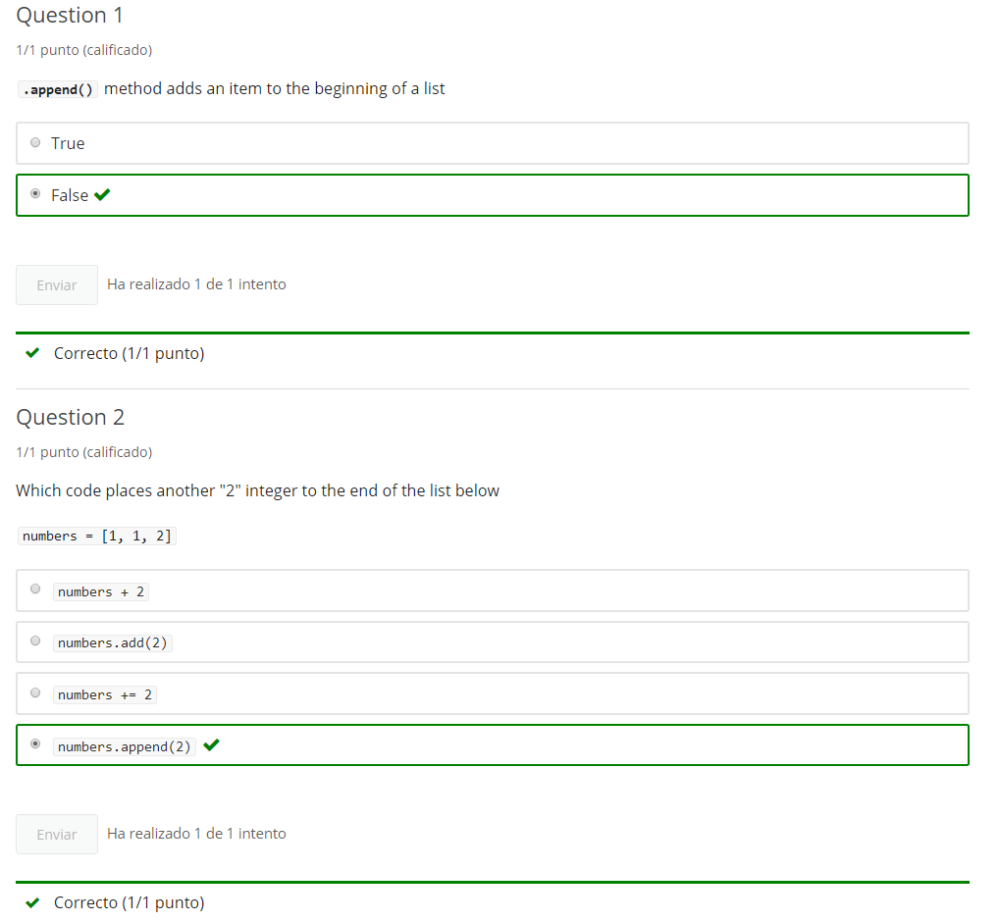 Question 1
1/1 punto (calificado)
.append() method adds an item to the beginning of a list
True
False
Enviar Ha realizado 1 de 1 intento
Correcto (1/1 punto)
Question 2
1/1 punto (calificado)
Which code places another "2" integer to the end of the list below
numbers = [1, 1, 2]
numbers + 2
numbers.add(2)
numbers += 2
numbers.append(2)
Enviar Ha realizado 1 de 1 intento
Correcto (1/1 punto)